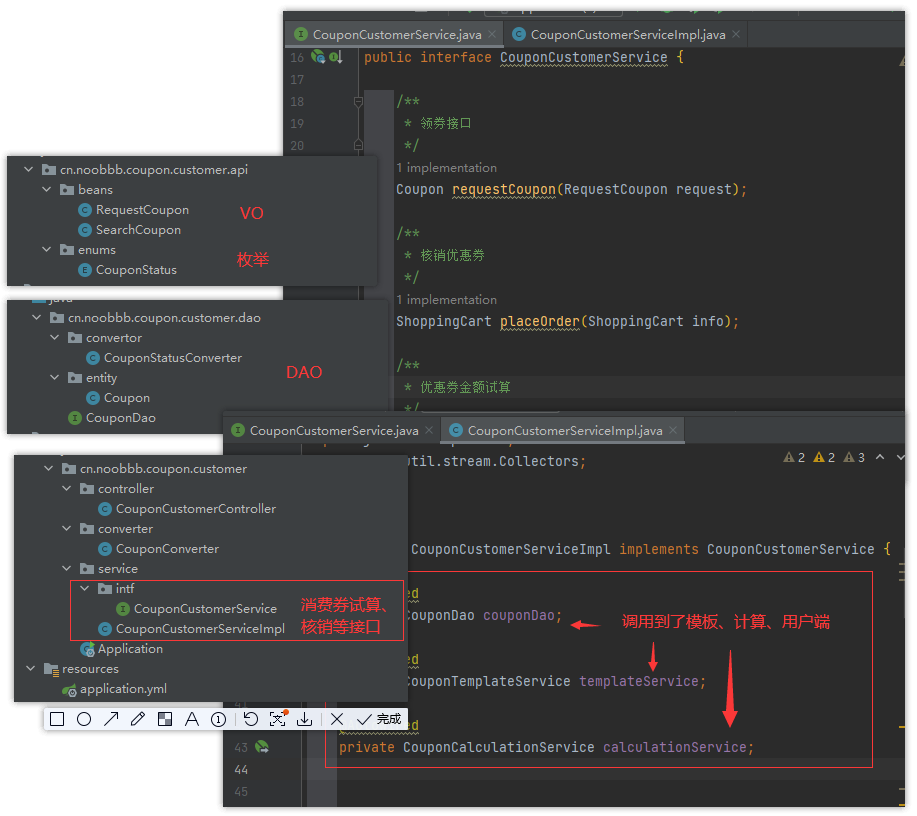 CouponCustomerService.java
CouponCustomerServiceImpl.java
16
public interface CouponCustomerService {
17
18
/**
19
* 领券接口
20
*/
1 implementation
Coupon requestCoupon(RequestCoupon request);
/**
* 核销优惠券
*/
1 implementation
ShoppingCart placeOrder(ShoppingCart info);
/**
* 优惠券金额试算
cn.noobbb.coupon.customer.api
beans
RequestCoupon
SearchCoupon
VO
enums
CouponStatus
枚举
java
cn.noobbb.coupon.customer.dao
convertor
CouponStatusConverter
entity
Coupon
CouponDao
DAO
cn.noobbb.coupon.customer
controller
CouponCustomerController
converter
CouponConverter
service
intf
CouponCustomerService
CouponCustomerServiceImpl
消费券试算、
核销等接口
Application
resources
application.yml
完成
CouponCustomerService.java
CouponCustomerServiceImpl.java
util.stream.Collectors;
2 2 3
CouponCustomerServiceImpl implements CouponCustomerService {
ed
CouponDao couponDao;
调用到了模板、计算、用户端
ed
CouponTemplateService templateService;
ed
43
private CouponCalculationService calculationService;
44
45